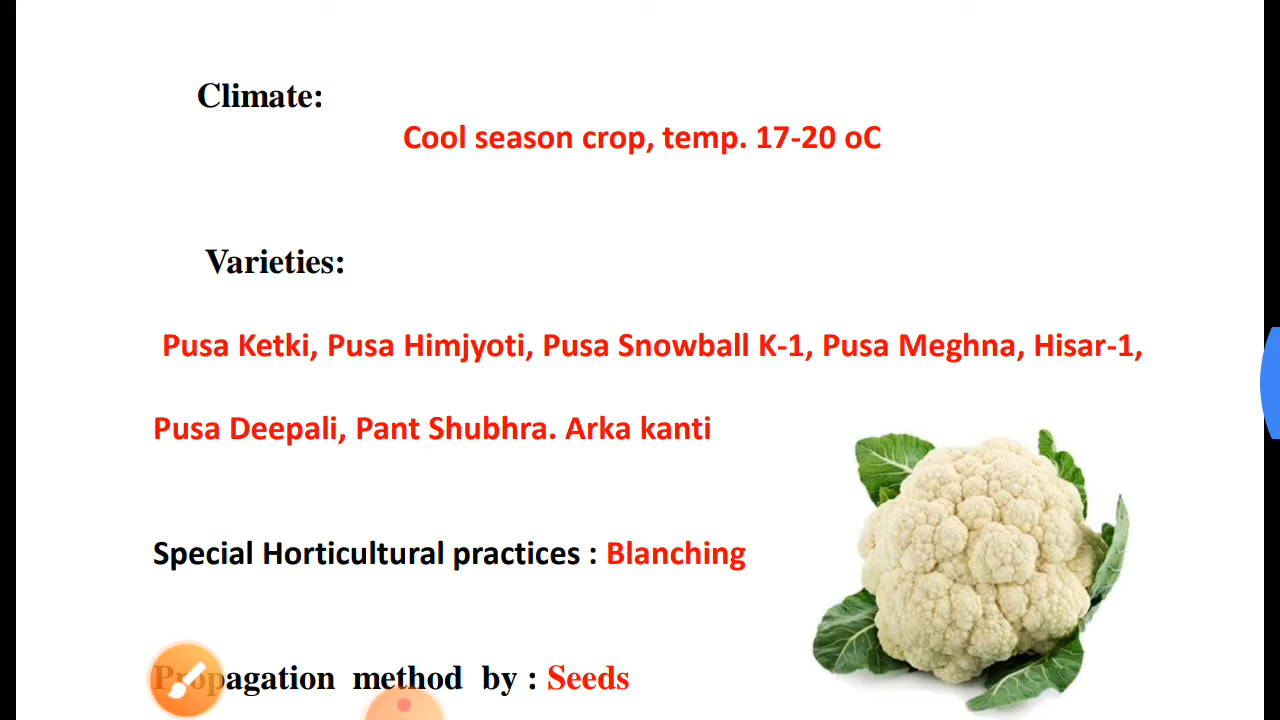 Climate:
Cool season crop, temp. 17-20 oC
Varieties:
Pusa Ketki, Pusa Himjyoti, Pusa Snowball K-1, Pusa Meghna, Hisar-1,
Pusa Deepali, Pant Shubhra. Arka kanti
Special Horticultural practices : Blanching
Propagation method by : Seeds